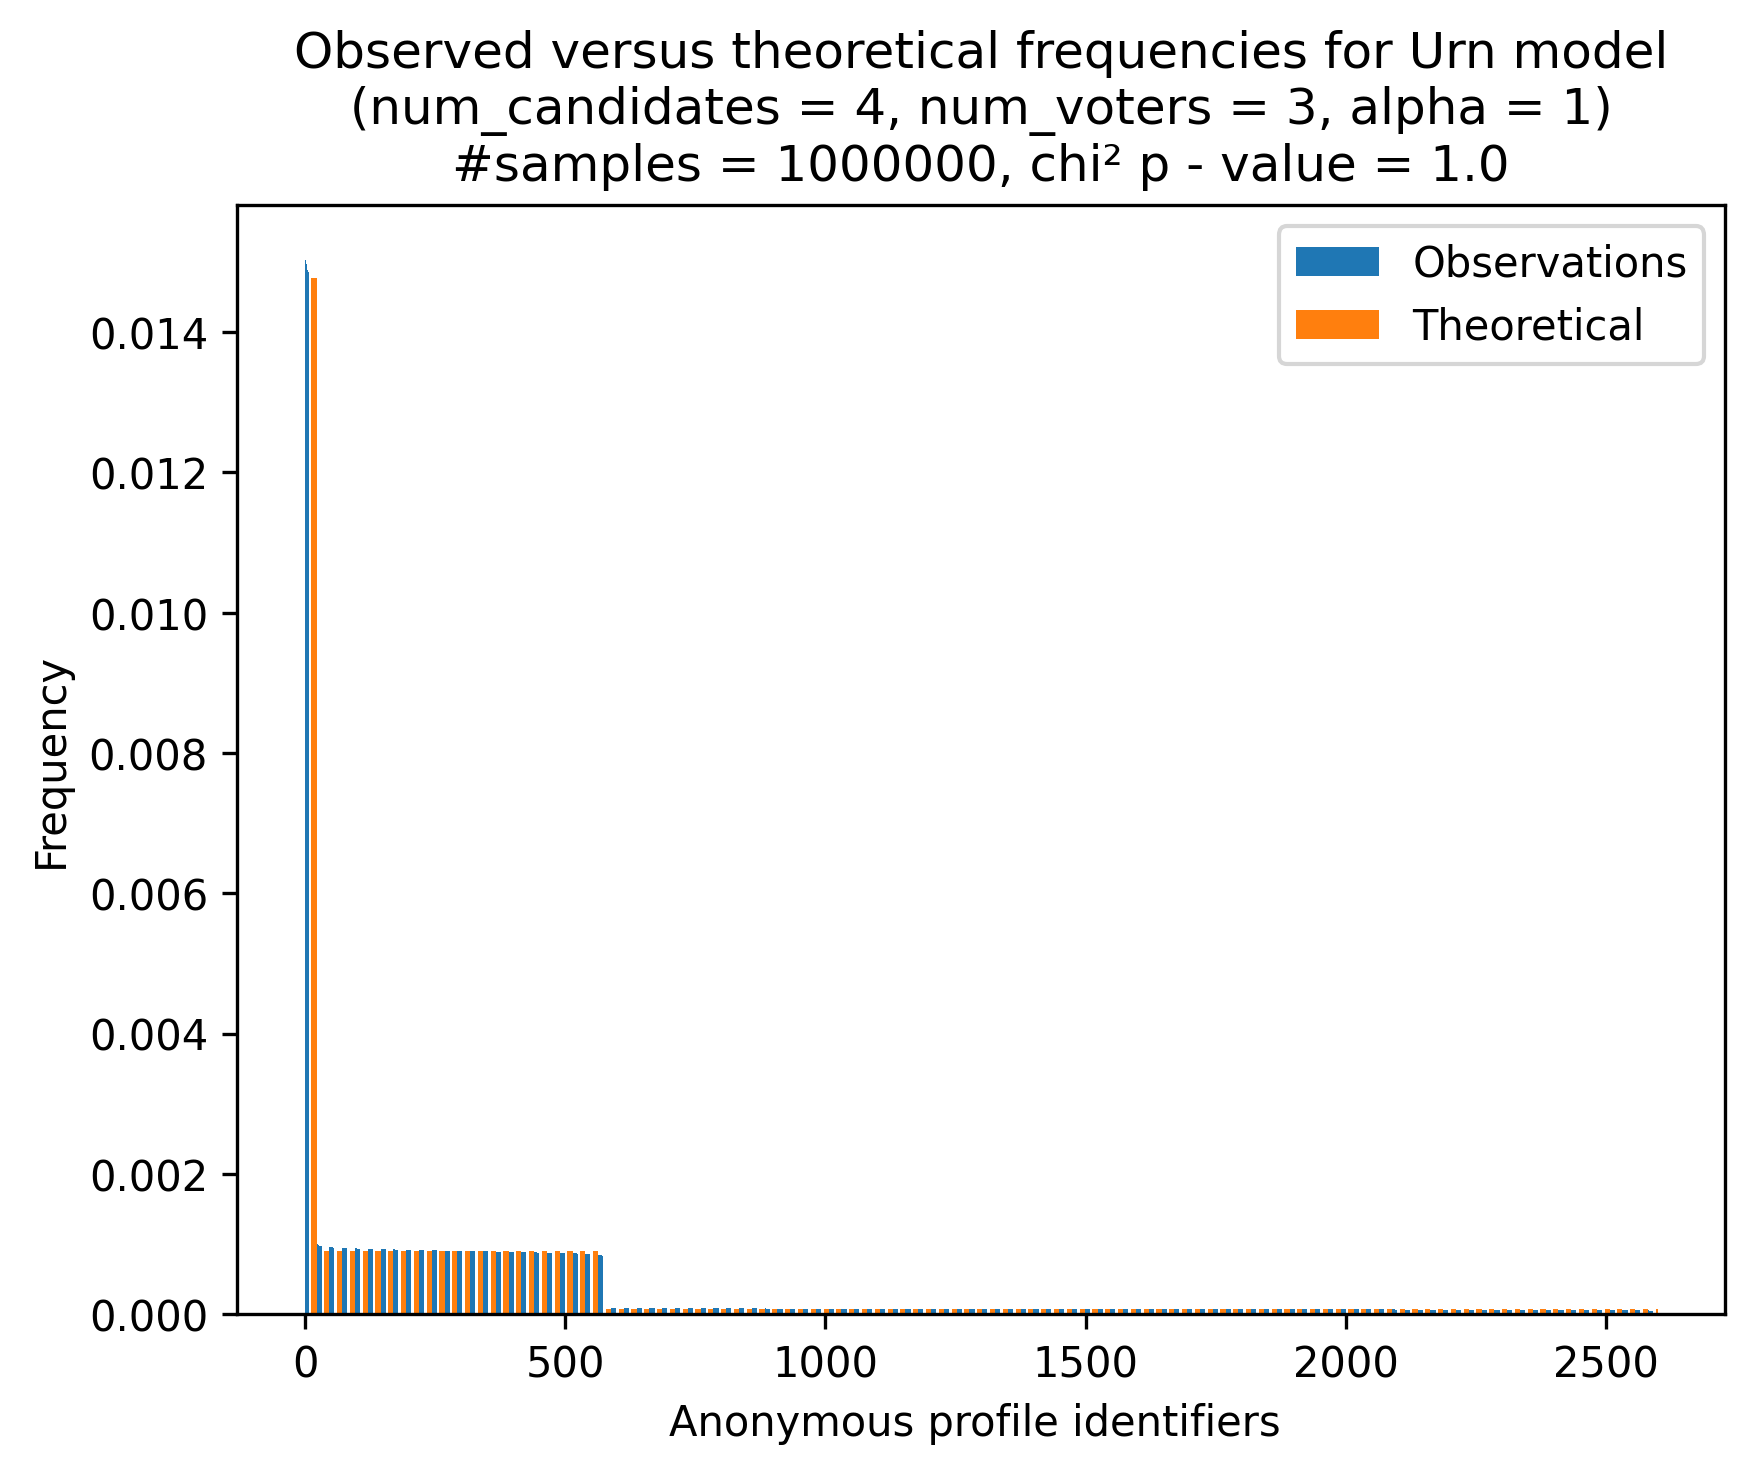 Observed versus theoretical frequencies for Urn model
(num_candidates = 4, num_voters = 3, alpha = 1)
#samples = 1000000, chi² p - value = 1.0
Observations
Theoretical
0.014
0.012
0.010
0.008
0.006
0.004
0.002
0.000
Frequency
0 500 1000 1500 2000 2500
Anonymous profile identifiers